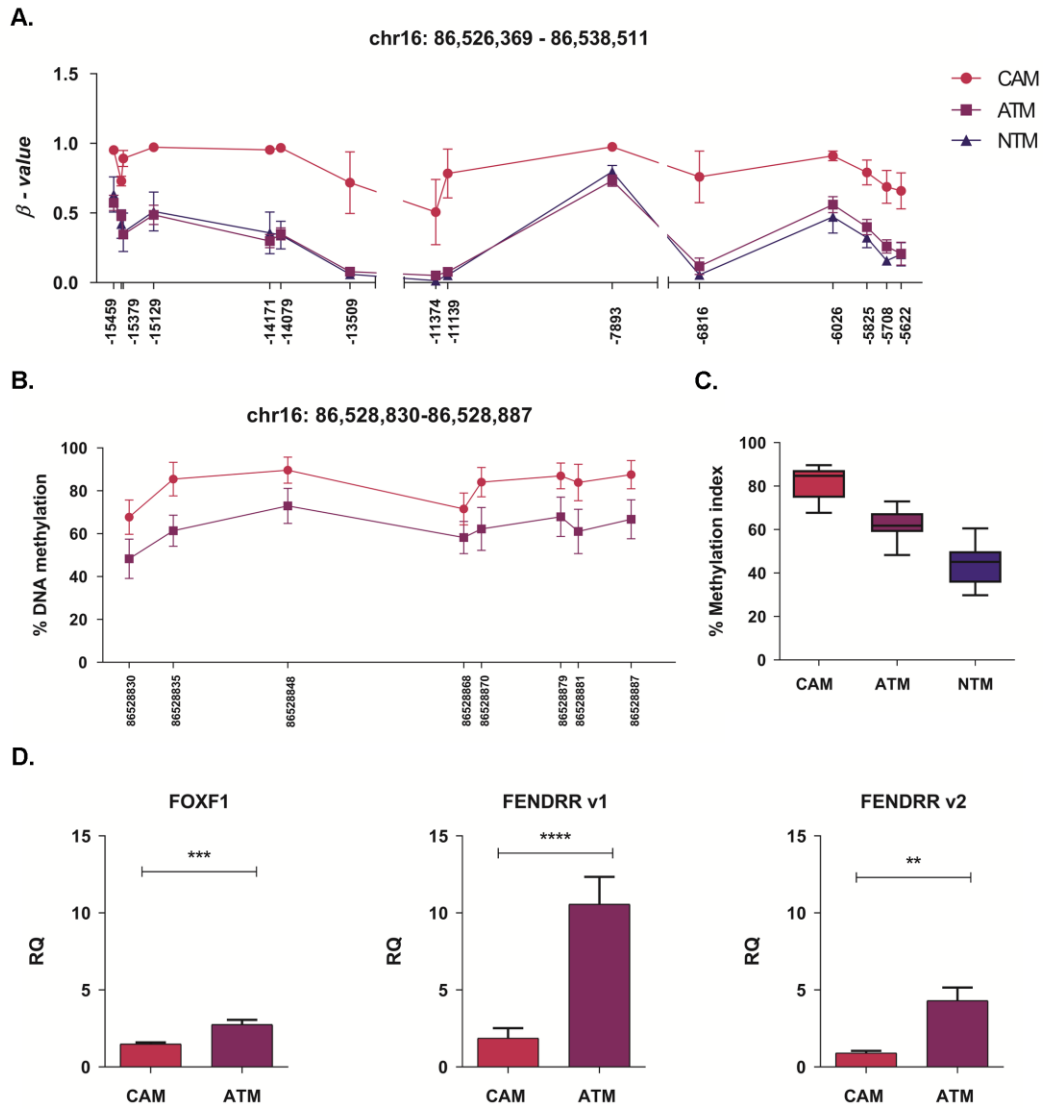 A.
chr16: 86,526,369 - 86,538,511
β - value
1.5
1.0
0.5
0.0
-15459
-15379
-15129
-14171
-14079
-13509
-11374
-11139
-7893
-6816
-6026
-5825
-5708
-5622
CAM
ATM
NTM
B.
chr16: 86,528,830-86,528,887
% DNA methylation
100
80
60
40
20
0
86528830
86528835
86528848
86528868
86528870
86528879
86528881
86528887
C.
% Methylation index
100
80
60
40
20
0
CAM
ATM
NTM
D.
FOXF1
RQ
15
10
5
0
***
CAM
ATM
FENDRR v1
RQ
15
10
5
0
****
CAM
ATM
FENDRR v2
RQ
15
10
5
0
**
CAM
ATM